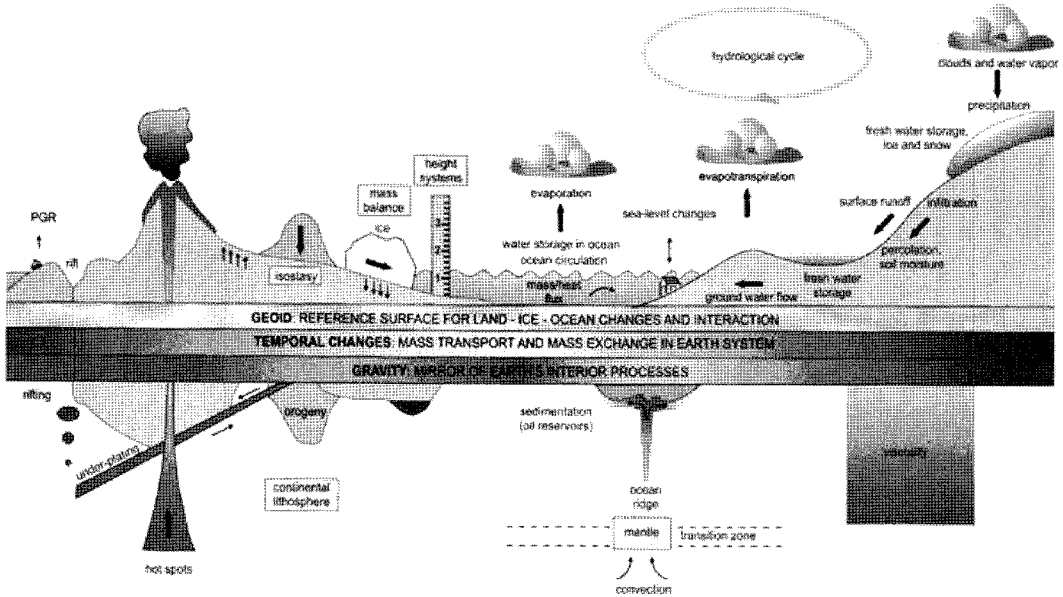 hydrological cycle
clouds and water vapor
precipitation
fresh water storage,
ice and snow
height
systems
evaporation
evapotranspiration
mass
balance
ice
sea-level changes
surface runoff
infiltration
PGR
rift
isostasy
water storage in ocean
ocean circulation
percolation
soil moisture
3
2
1
mass/heat
flux
fresh water
storage
ground water flow
GEOID: REFERENCE SURFACE FOR LAND - ICE - OCEAN CHANGES AND INTERACTION
TEMPORAL CHANGES: MASS TRANSPORT AND MASS EXCHANGE IN EARTH SYSTEM
GRAVITY: MIRROR OF EARTH'S INTERIOR PROCESSES
rifting
orogeny
sedimentation
(oil reservoirs)
under-plating
viscosity
continental
lithosphere
ocean
ridge
mantle
transition zone
hot spots
convection